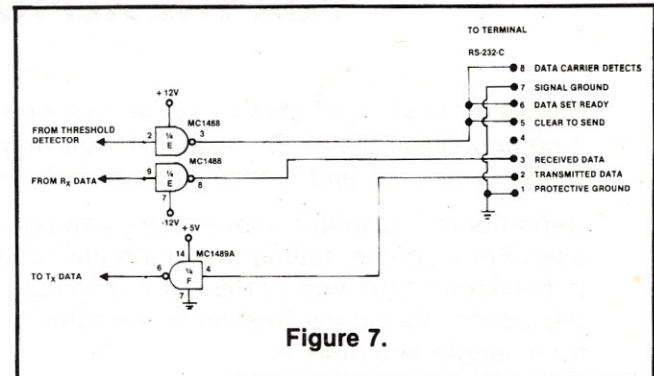 TO TERMINAL
RS-232-C
8 DATA CARRIER DETECTS
7 SIGNAL GROUND
6 DATA SET READY
5 CLEAR TO SEND
4
3 RECEIVED DATA
2 TRANSMITTED DATA
1 PROTECTIVE GROUND
+12V
MC1488
FROM THRESHOLD
DETECTOR
2
¼
E
3
MC1488
FROM RX DATA
9
¼
E
8
7
-12V
+5V
14
MC1489A
TO TX DATA
6
¼
F
4
7
Figure 7.